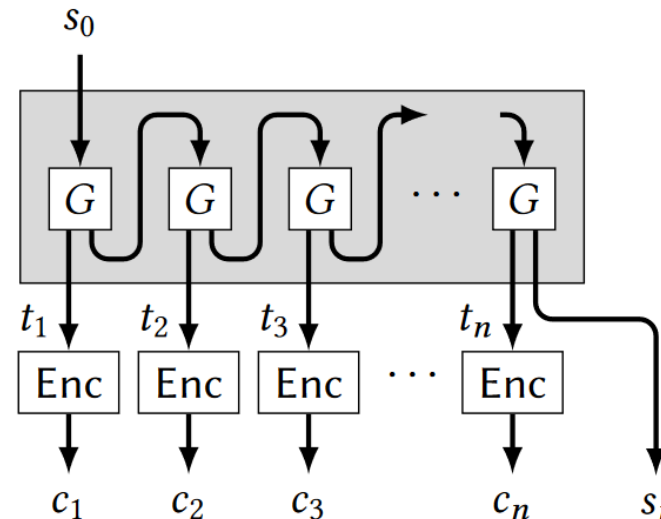 s₀
G G G ··· G
t₁ t₂ t₃ tₙ
Enc Enc Enc ··· Enc
c₁ c₂ c₃ cₙ